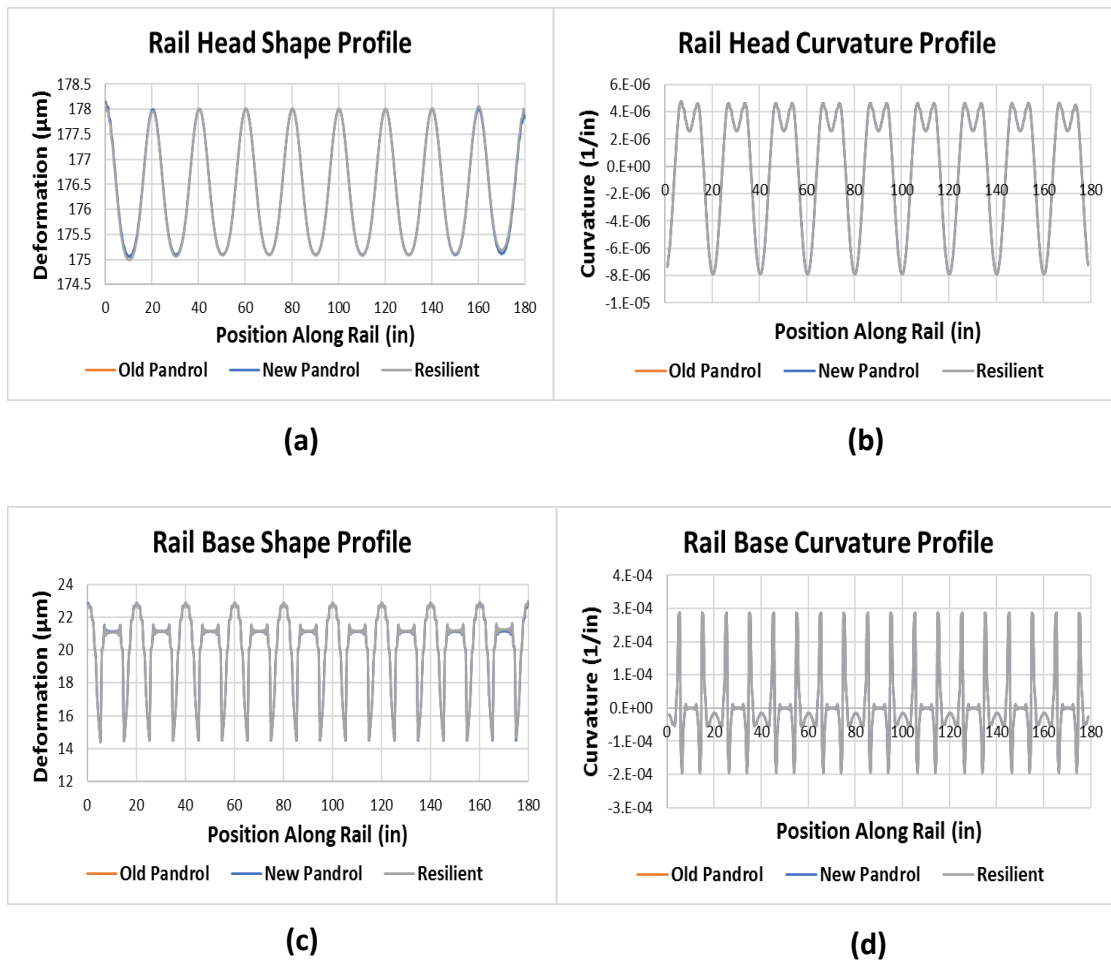 Rail Head Shape Profile
Deformation (µm)
178.5
178
177.5
177
176.5
176
175.5
175
174.5
0 20 40 60 80 100 120 140 160 180
Position Along Rail (in)
Old Pandrol New Pandrol Resilient
(a)
Rail Head Curvature Profile
Curvature (1/in)
6.E-06
4.E-06
2.E-06
0.E+00
-2.E-06
-4.E-06
-6.E-06
-8.E-06
-1.E-05
0 20 40 60 80 100 120 140 160 180
Position Along Rail (in)
Old Pandrol New Pandrol Resilient
(b)
Rail Base Shape Profile
Deformation (µm)
24
22
20
18
16
14
12
0 20 40 60 80 100 120 140 160 180
Position Along Rail (in)
Old Pandrol New Pandrol Resilient
(c)
Rail Base Curvature Profile
Curvature (1/in)
4.E-04
3.E-04
2.E-04
1.E-04
0.E+00
-1.E-04
-2.E-04
-3.E-04
0 20 40 60 80 100 120 140 160 180
Position Along Rail (in)
Old Pandrol New Pandrol Resilient
(d)